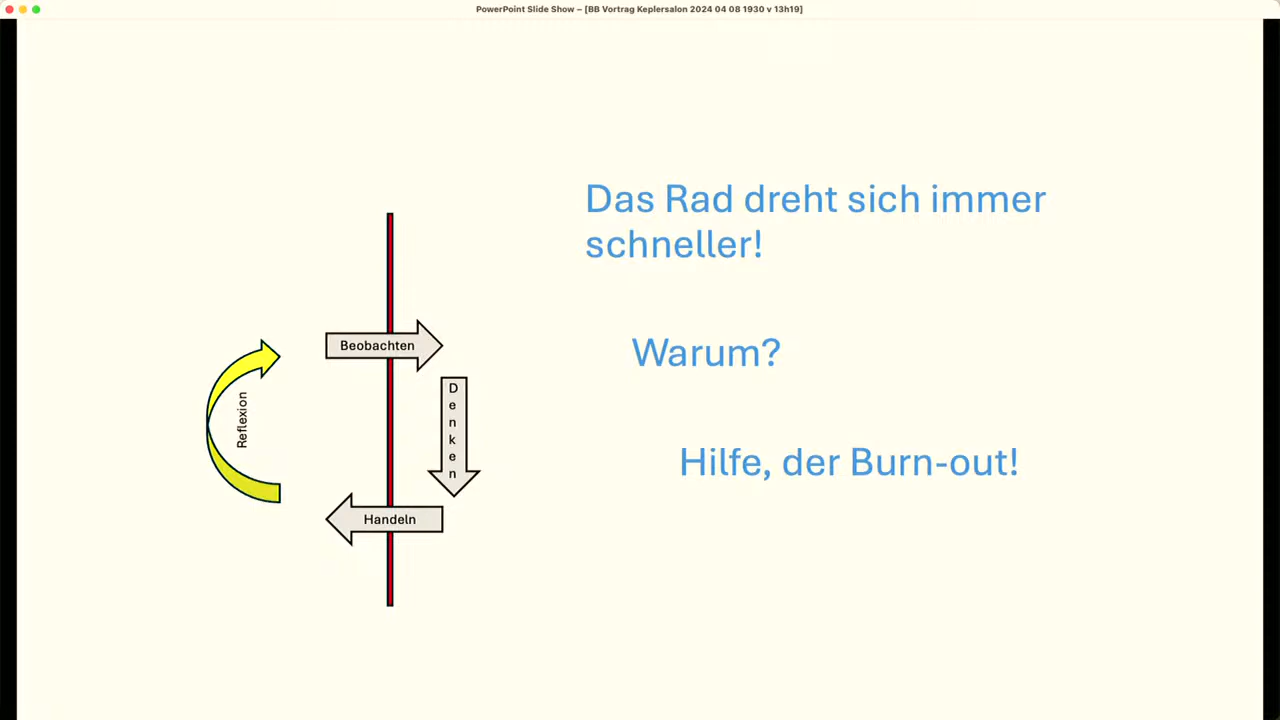 PowerPoint Slide Show – [BB Vortrag Keplersalon 2024 04 08 1930 v 13h19]
Das Rad dreht sich immer
schneller!
Beobachten
Warum?
Denken
Reflexion
Hilfe, der Burn-out!
Handeln